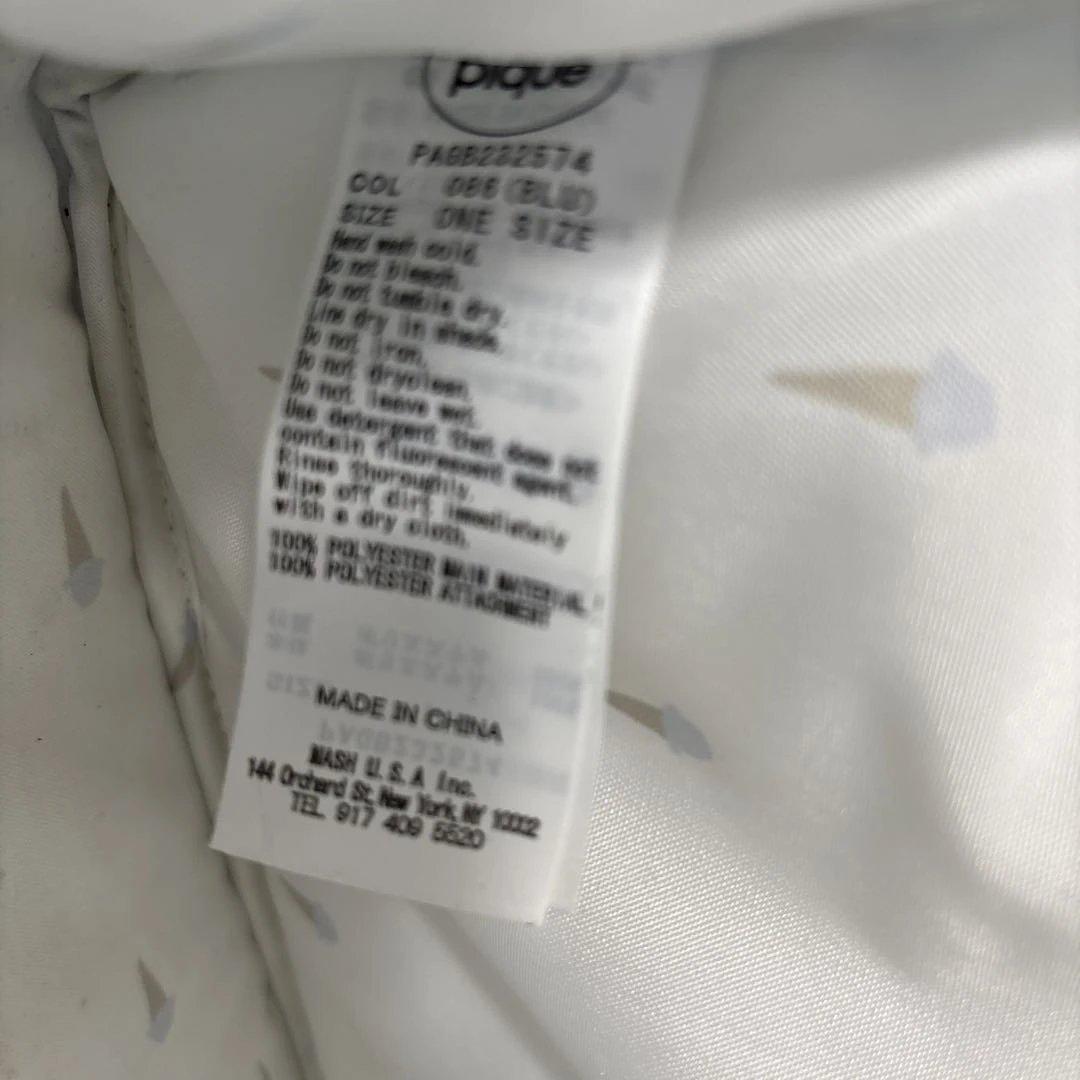 pique
PAGB232574
COL 086 (BLU)
SIZE ONE SIZE
Hand wash cold.
Do not bleach.
Do not tumble dry.
Line dry in shade.
Do not iron.
Do not dryclean.
Do not leave wet.
Use detergent that does not
contain fluorescent agent.
Rinse thoroughly.
Wipe off dirt immediately
with a dry cloth.
100% POLYESTER MAIN MATERIAL
100% POLYESTER ATTACHMENT
MADE IN CHINA
MASH U.S.A Inc.
144 Orchard St, New York, NY 10002
TEL 917 409 5520